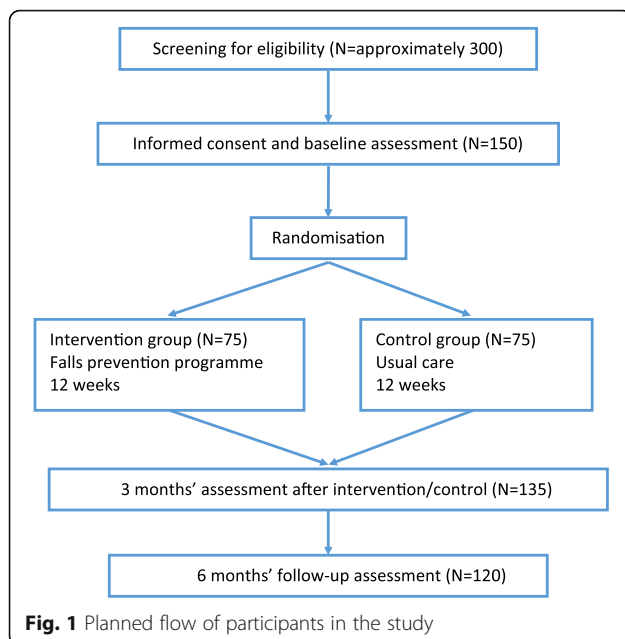 Screening for eligibility (N=approximately 300)
Informed consent and baseline assessment (N=150)
Randomisation
Intervention group (N=75)
Falls prevention programme
12 weeks
Control group (N=75)
Usual care
12 weeks
3 months’ assessment after intervention/control (N=135)
6 months’ follow-up assessment (N=120)
Fig. 1 Planned flow of participants in the study